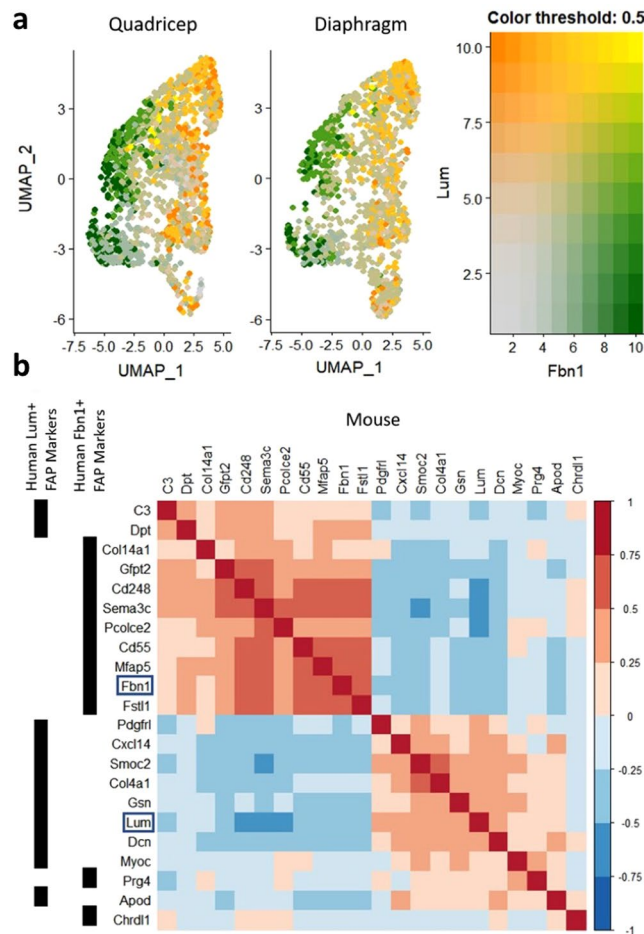 a
Quadricep
Diaphragm
Color threshold: 0.5
3
0
-3
-6
UMAP_2
-7.5 -5.0 -2.5 0.0 2.5 5.0
UMAP_1
3
0
-3
-6
-7.5 -5.0 -2.5 0.0 2.5 5.0
UMAP_1
10.0
7.5
5.0
2.5
Lum
2 4 6 8 10
Fbn1
b
Human Lum+
FAP Markers
Human Fbn1+
FAP Markers
Mouse
C3 Dpt Col14a1 Gfpt2 Cd248 Sema3c Pcolce2 Cd55 Mfap5 Fbn1 Fstl1 Pdgfrl Cxcl14 Smoc2 Col4a1 Gsn Lum Dcn Myoc Prg4 Apod Chrdl1
C3
Dpt
Col14a1
Gfpt2
Cd248
Sema3c
Pcolce2
Cd55
Mfap5
Fbn1
Fstl1
Pdgfrl
Cxcl14
Smoc2
Col4a1
Gsn
Lum
Dcn
Myoc
Prg4
Apod
Chrdl1
1
0.75
0.5
0.25
0
-0.25
-0.5
-0.75
-1